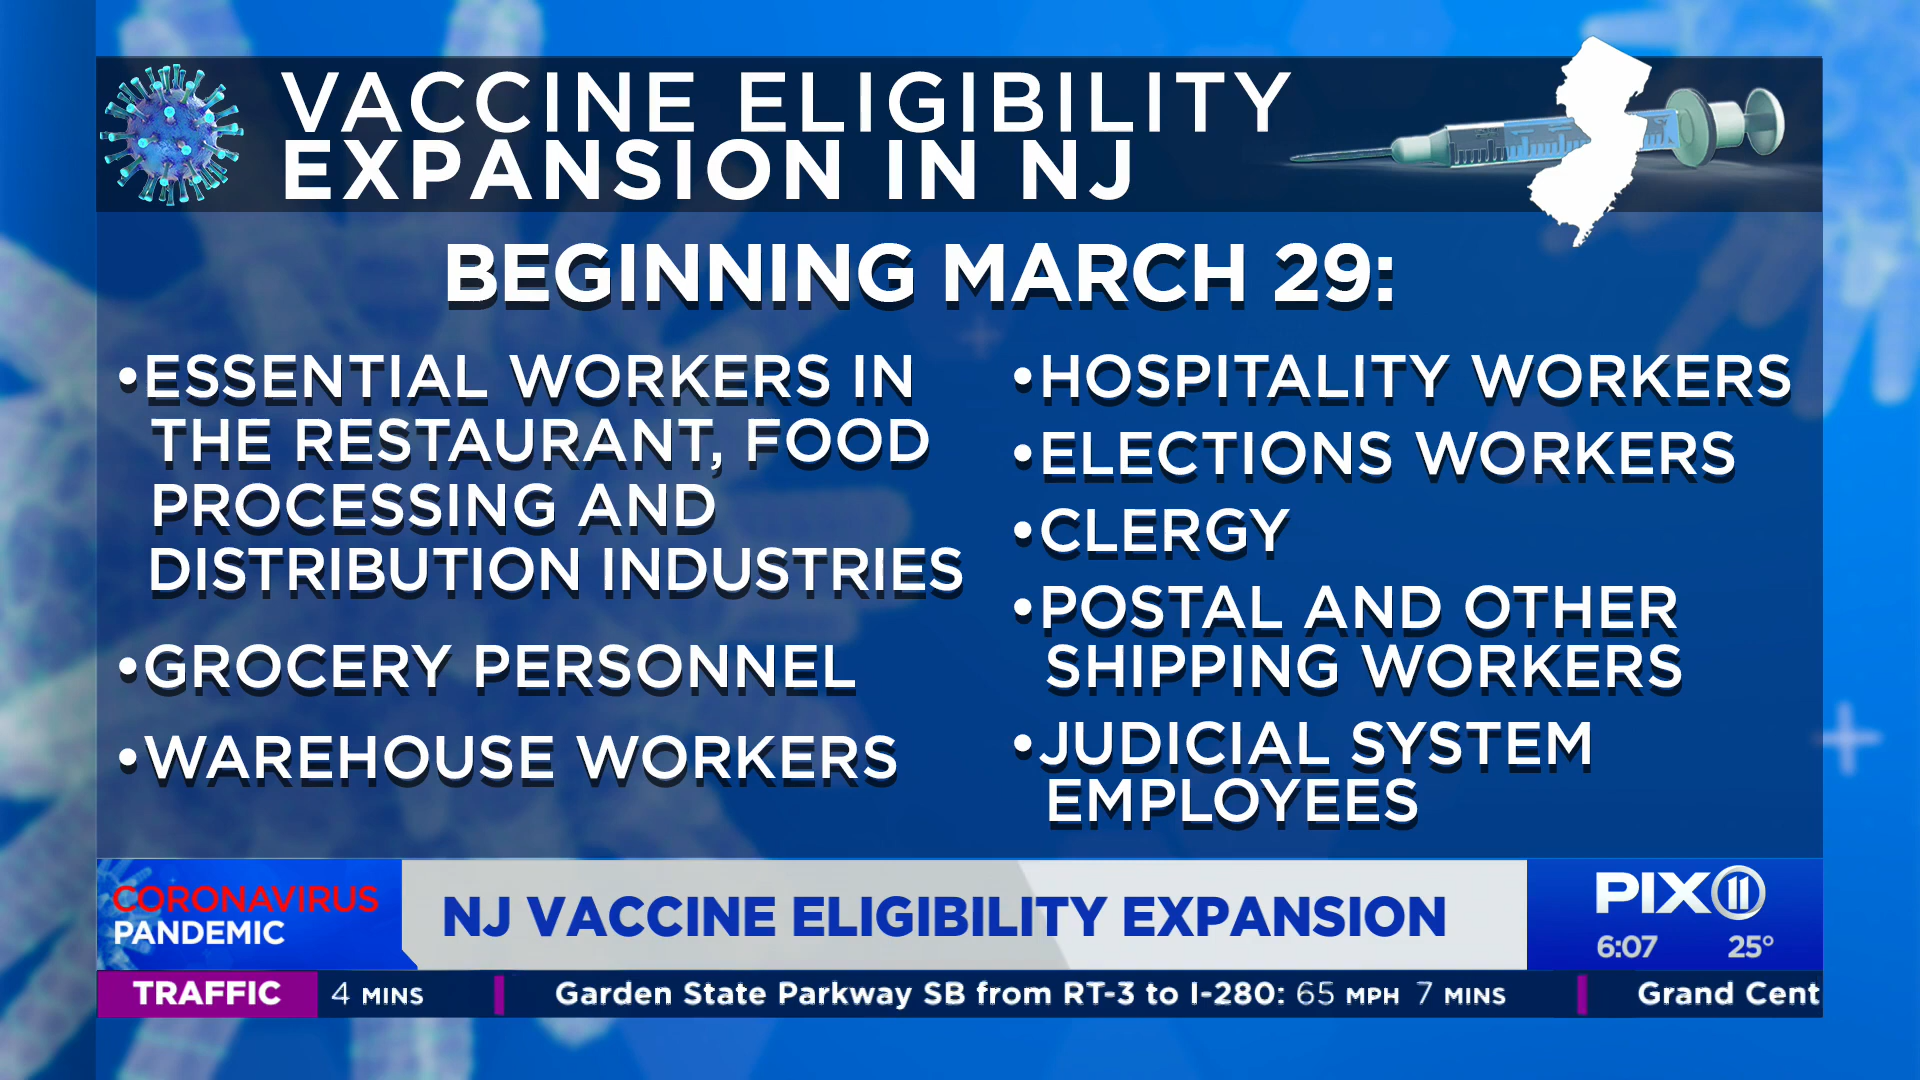 VACCINE ELIGIBILITY
EXPANSION IN NJ
BEGINNING MARCH 29:
•ESSENTIAL WORKERS IN
THE RESTAURANT, FOOD
PROCESSING AND
DISTRIBUTION INDUSTRIES
•GROCERY PERSONNEL
•WAREHOUSE WORKERS
•HOSPITALITY WORKERS
•ELECTIONS WORKERS
•CLERGY
•POSTAL AND OTHER
SHIPPING WORKERS
•JUDICIAL SYSTEM
EMPLOYEES
CORONAVIRUS
PANDEMIC
NJ VACCINE ELIGIBILITY EXPANSION
PIX 11
6:07 25°
TRAFFIC 4 MINS Garden State Parkway SB from RT-3 to I-280: 65 MPH 7 MINS Grand Cent